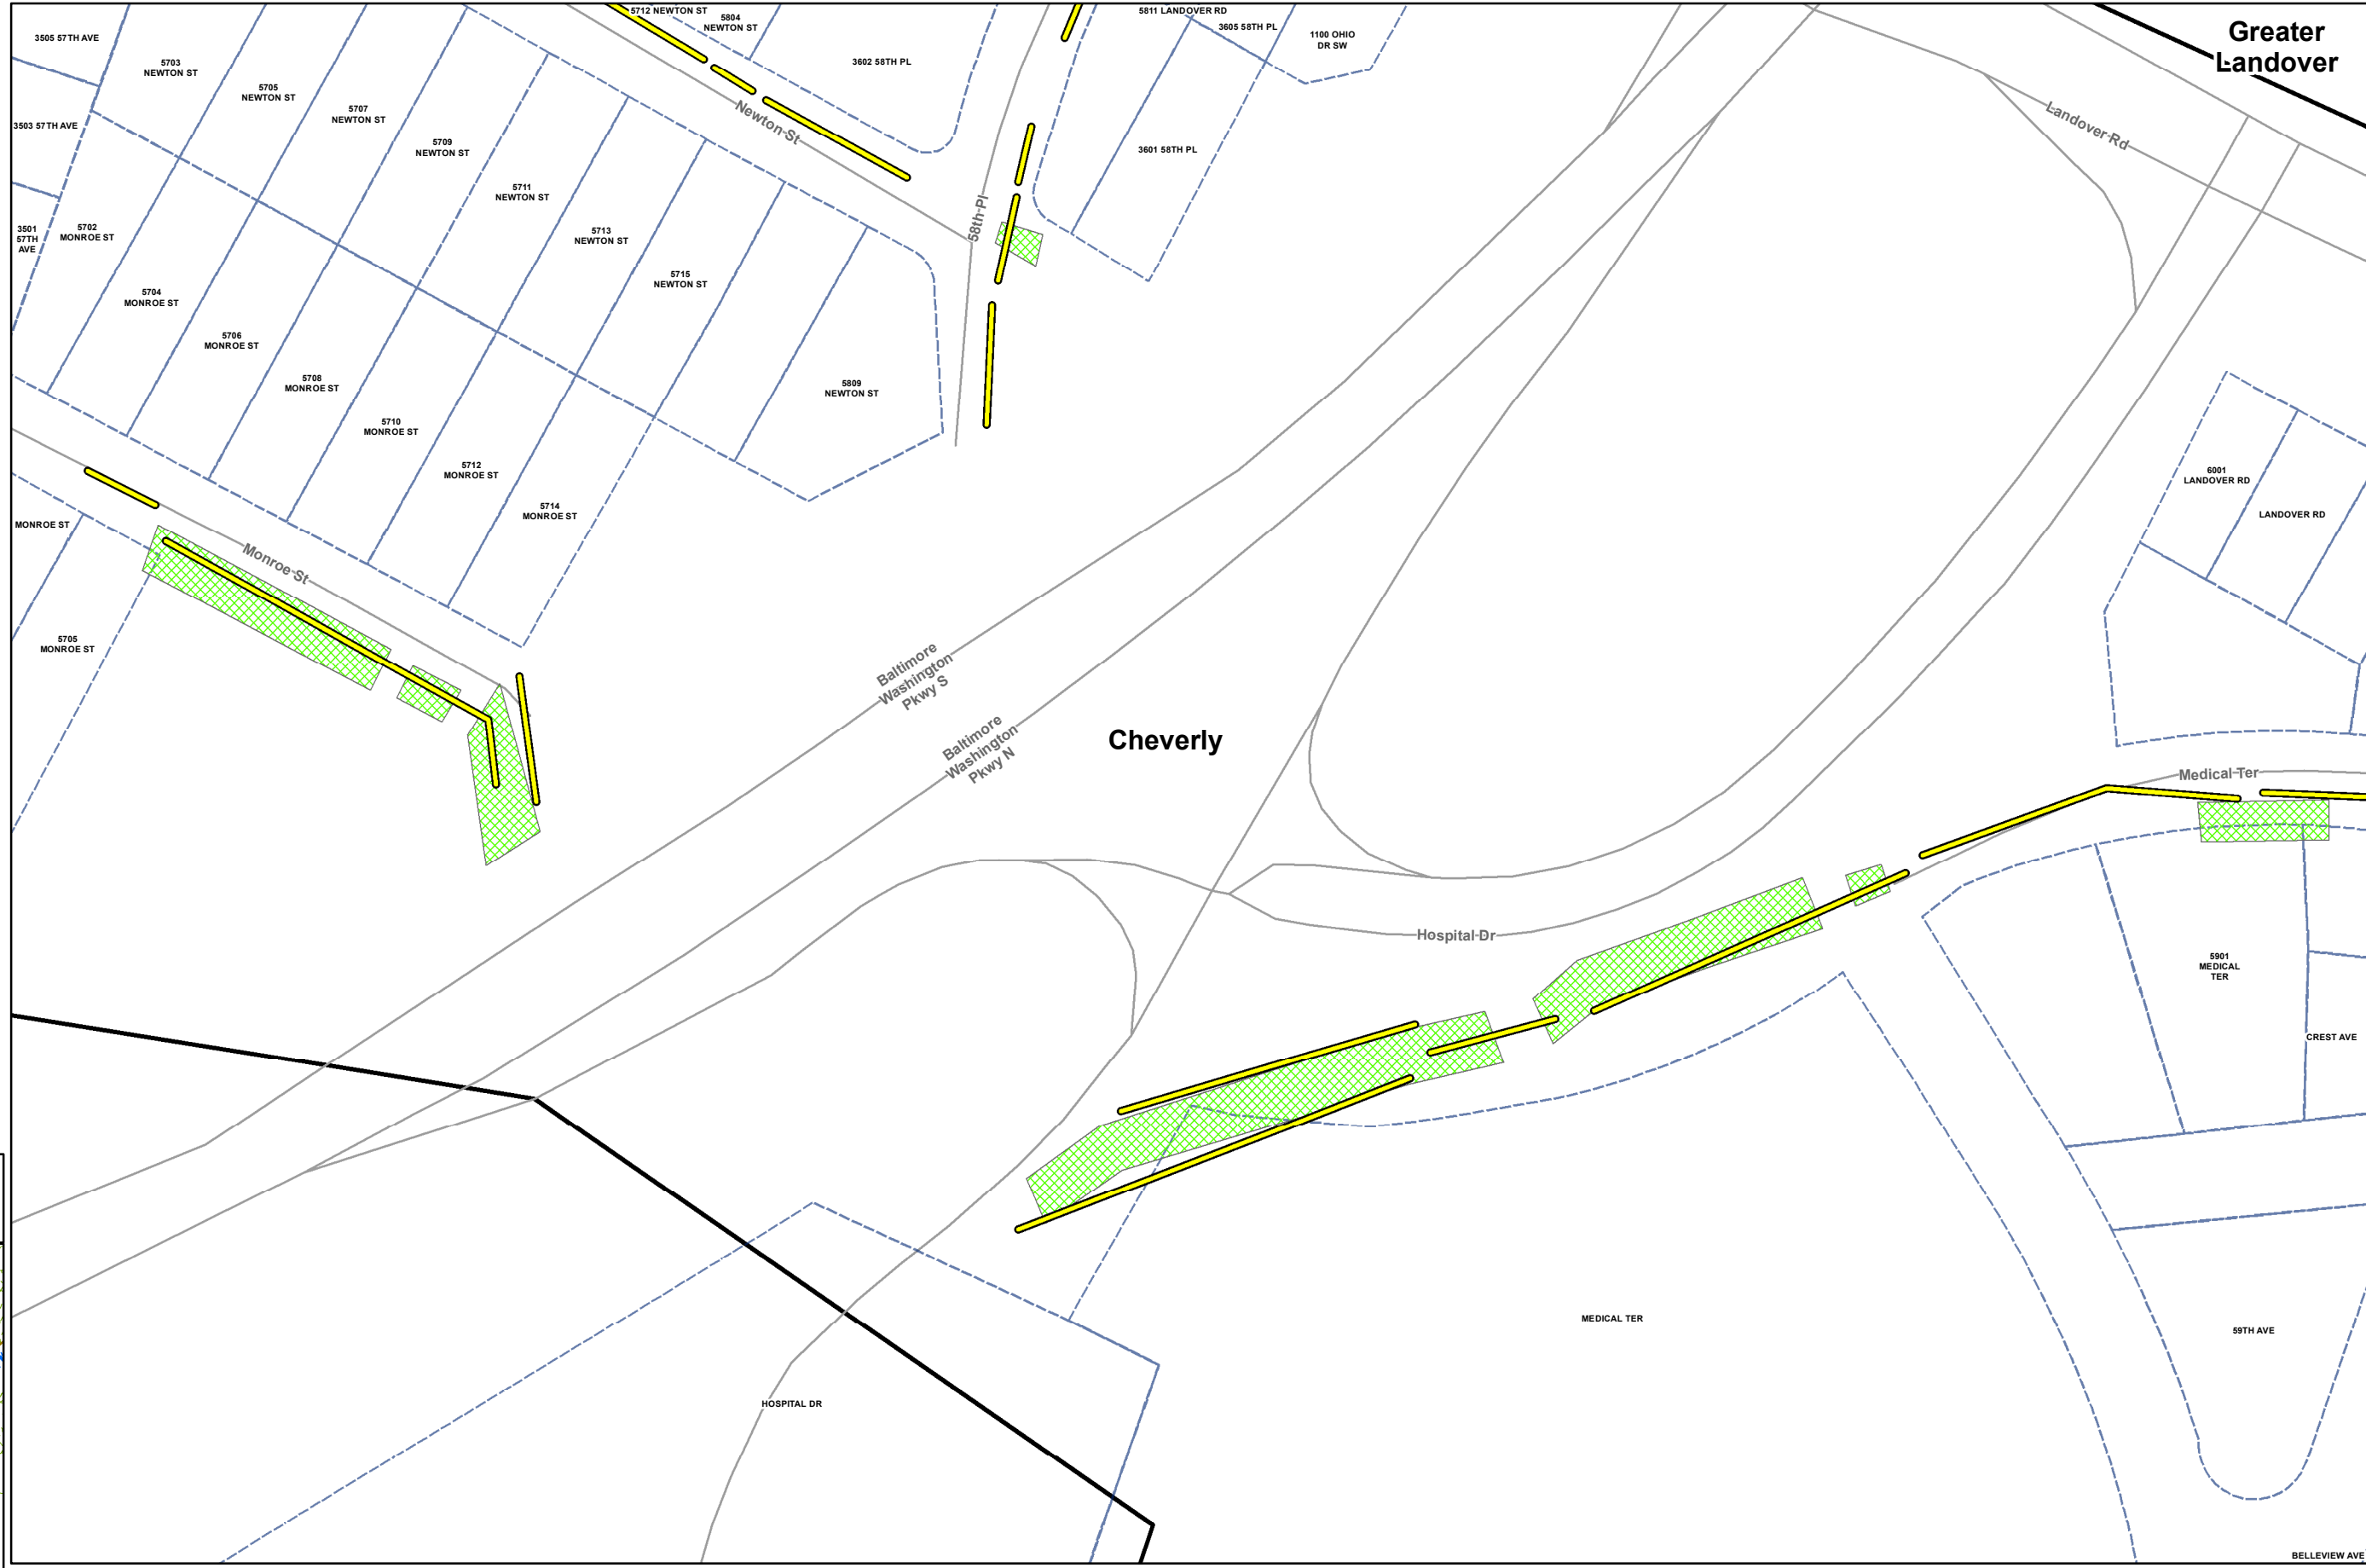 5712 NEWTON ST
5804
NEWTON ST
5811 LANDOVER RD
3605 58TH PL
1100 OHIO
DR SW
Greater
Landover
3505 57TH AVE
5703
NEWTON ST
3602 58TH PL
5705
NEWTON ST
5707
NEWTON ST
Newton St
Landover Rd
3503 57TH AVE
5709
NEWTON ST
3601 58TH PL
5711
NEWTON ST
58th Pl
3501
57TH
AVE
5702
MONROE ST
5713
NEWTON ST
5715
NEWTON ST
5704
MONROE ST
5706
MONROE ST
5708
MONROE ST
5809
NEWTON ST
5710
MONROE ST
5712
MONROE ST
6001
LANDOVER RD
5714
MONROE ST
LANDOVER RD
MONROE ST
Monroe St
5705
MONROE ST
Baltimore
Washington
Pkwy S
Baltimore
Washington
Pkwy N
Cheverly
Medical Ter
Hospital Dr
5901
MEDICAL
TER
CREST AVE
MEDICAL TER
59TH AVE
HOSPITAL DR
BELLEVIEW AVE